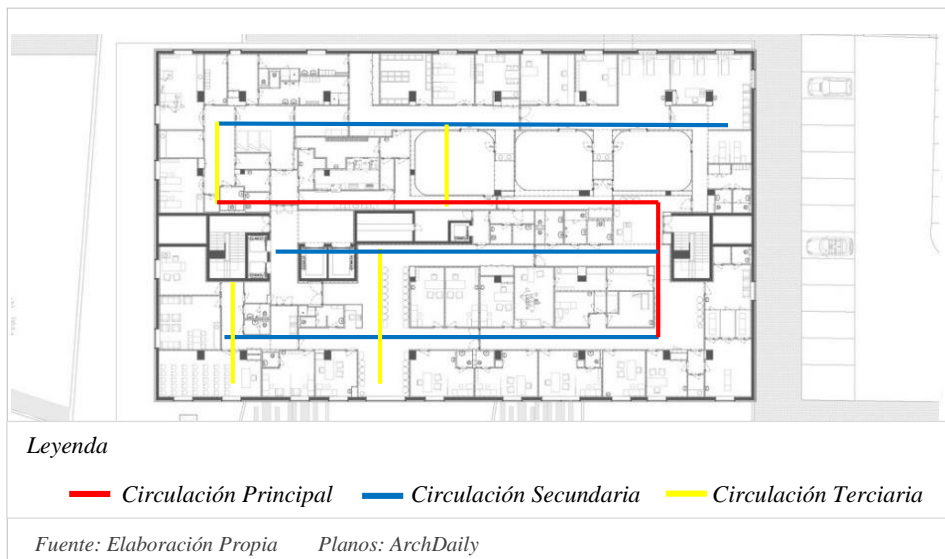 Leyenda
Circulación Principal Circulación Secundaria Circulación Terciaria
Fuente: Elaboración Propia Planos: ArchDaily